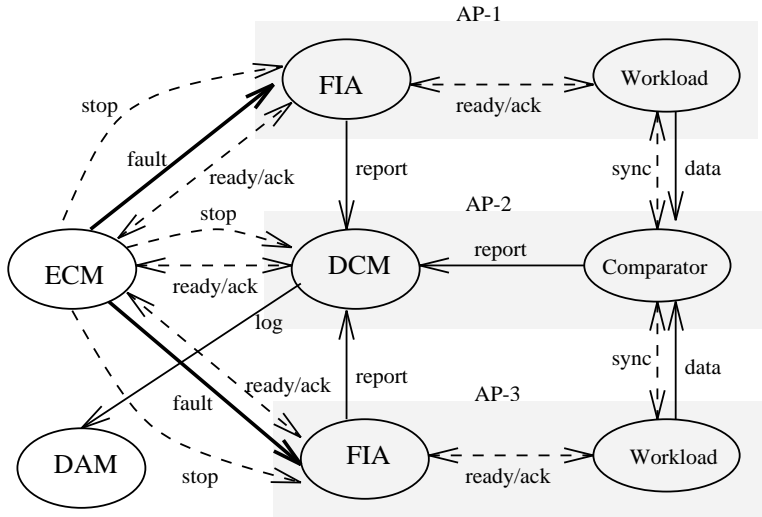 AP-1
FIA
Workload
stop
ready/ack
fault
ready/ack
report
sync
data
AP-2
stop
ECM
DCM
report
Comparator
ready/ack
log
ready/ack
report
sync
data
fault
AP-3
DAM
FIA
Workload
stop
ready/ack